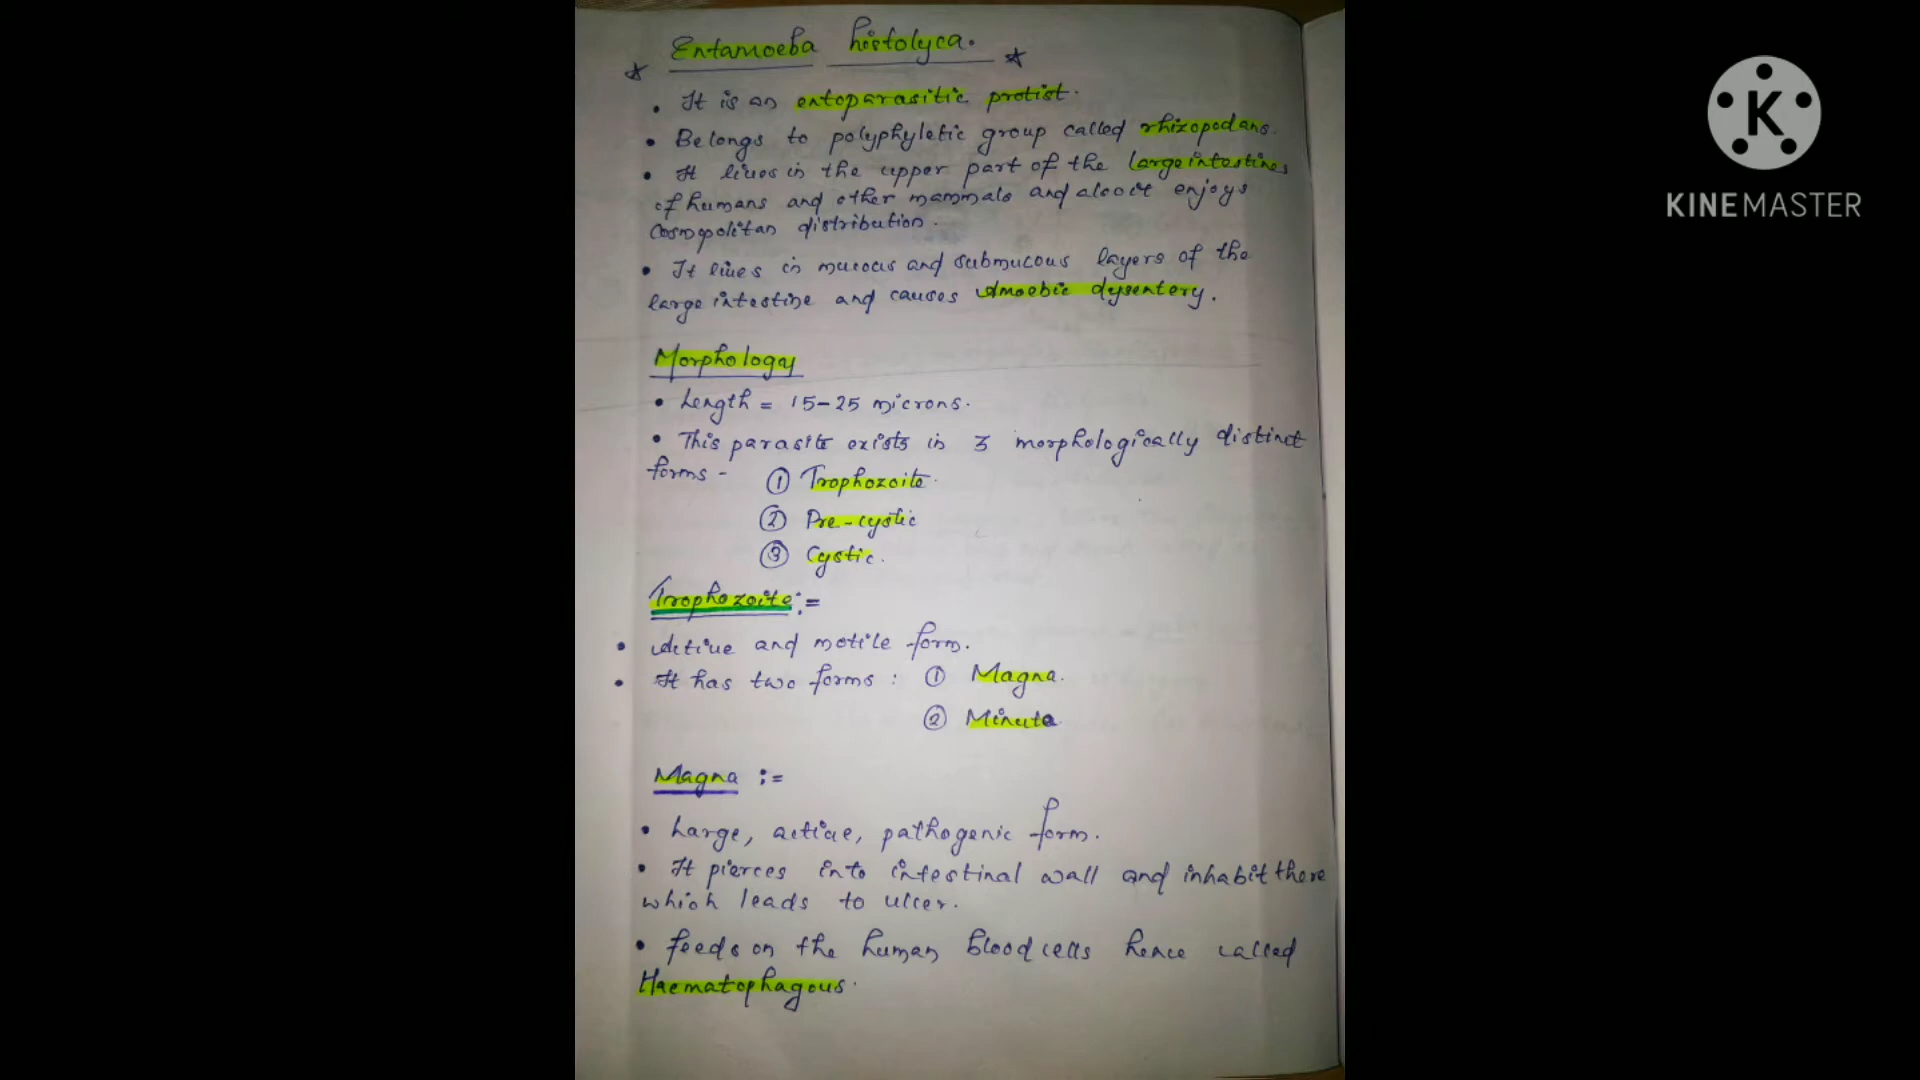 Entamoeba histolyca.
• It is an entoparasitic protist.
• Belongs to polyphyletic group called rhizopodans.
• It lives in the upper part of the large intestines
of humans and other mammals and also it enjoys
cosmopolitan distribution.
• It lives in mucous and submucous layers of the
large intestine and causes Amoebic dysentery.
Morphology
• Length = 15-25 microns.
• This parasite exists in 3 morphologically distinct
forms - ① Trophozoite.
② Pre-cystic
③ Cystic.
Trophozoite :=
• Active and motile form.
• It has two forms : ① Magna.
② Minuta
Magna :=
• Large, active, pathogenic form.
• It pierces into intestinal wall and inhabit there
which leads to ulcer.
• feeds on the human blood cells hence called
Haematophagous.
K
KINEMASTER